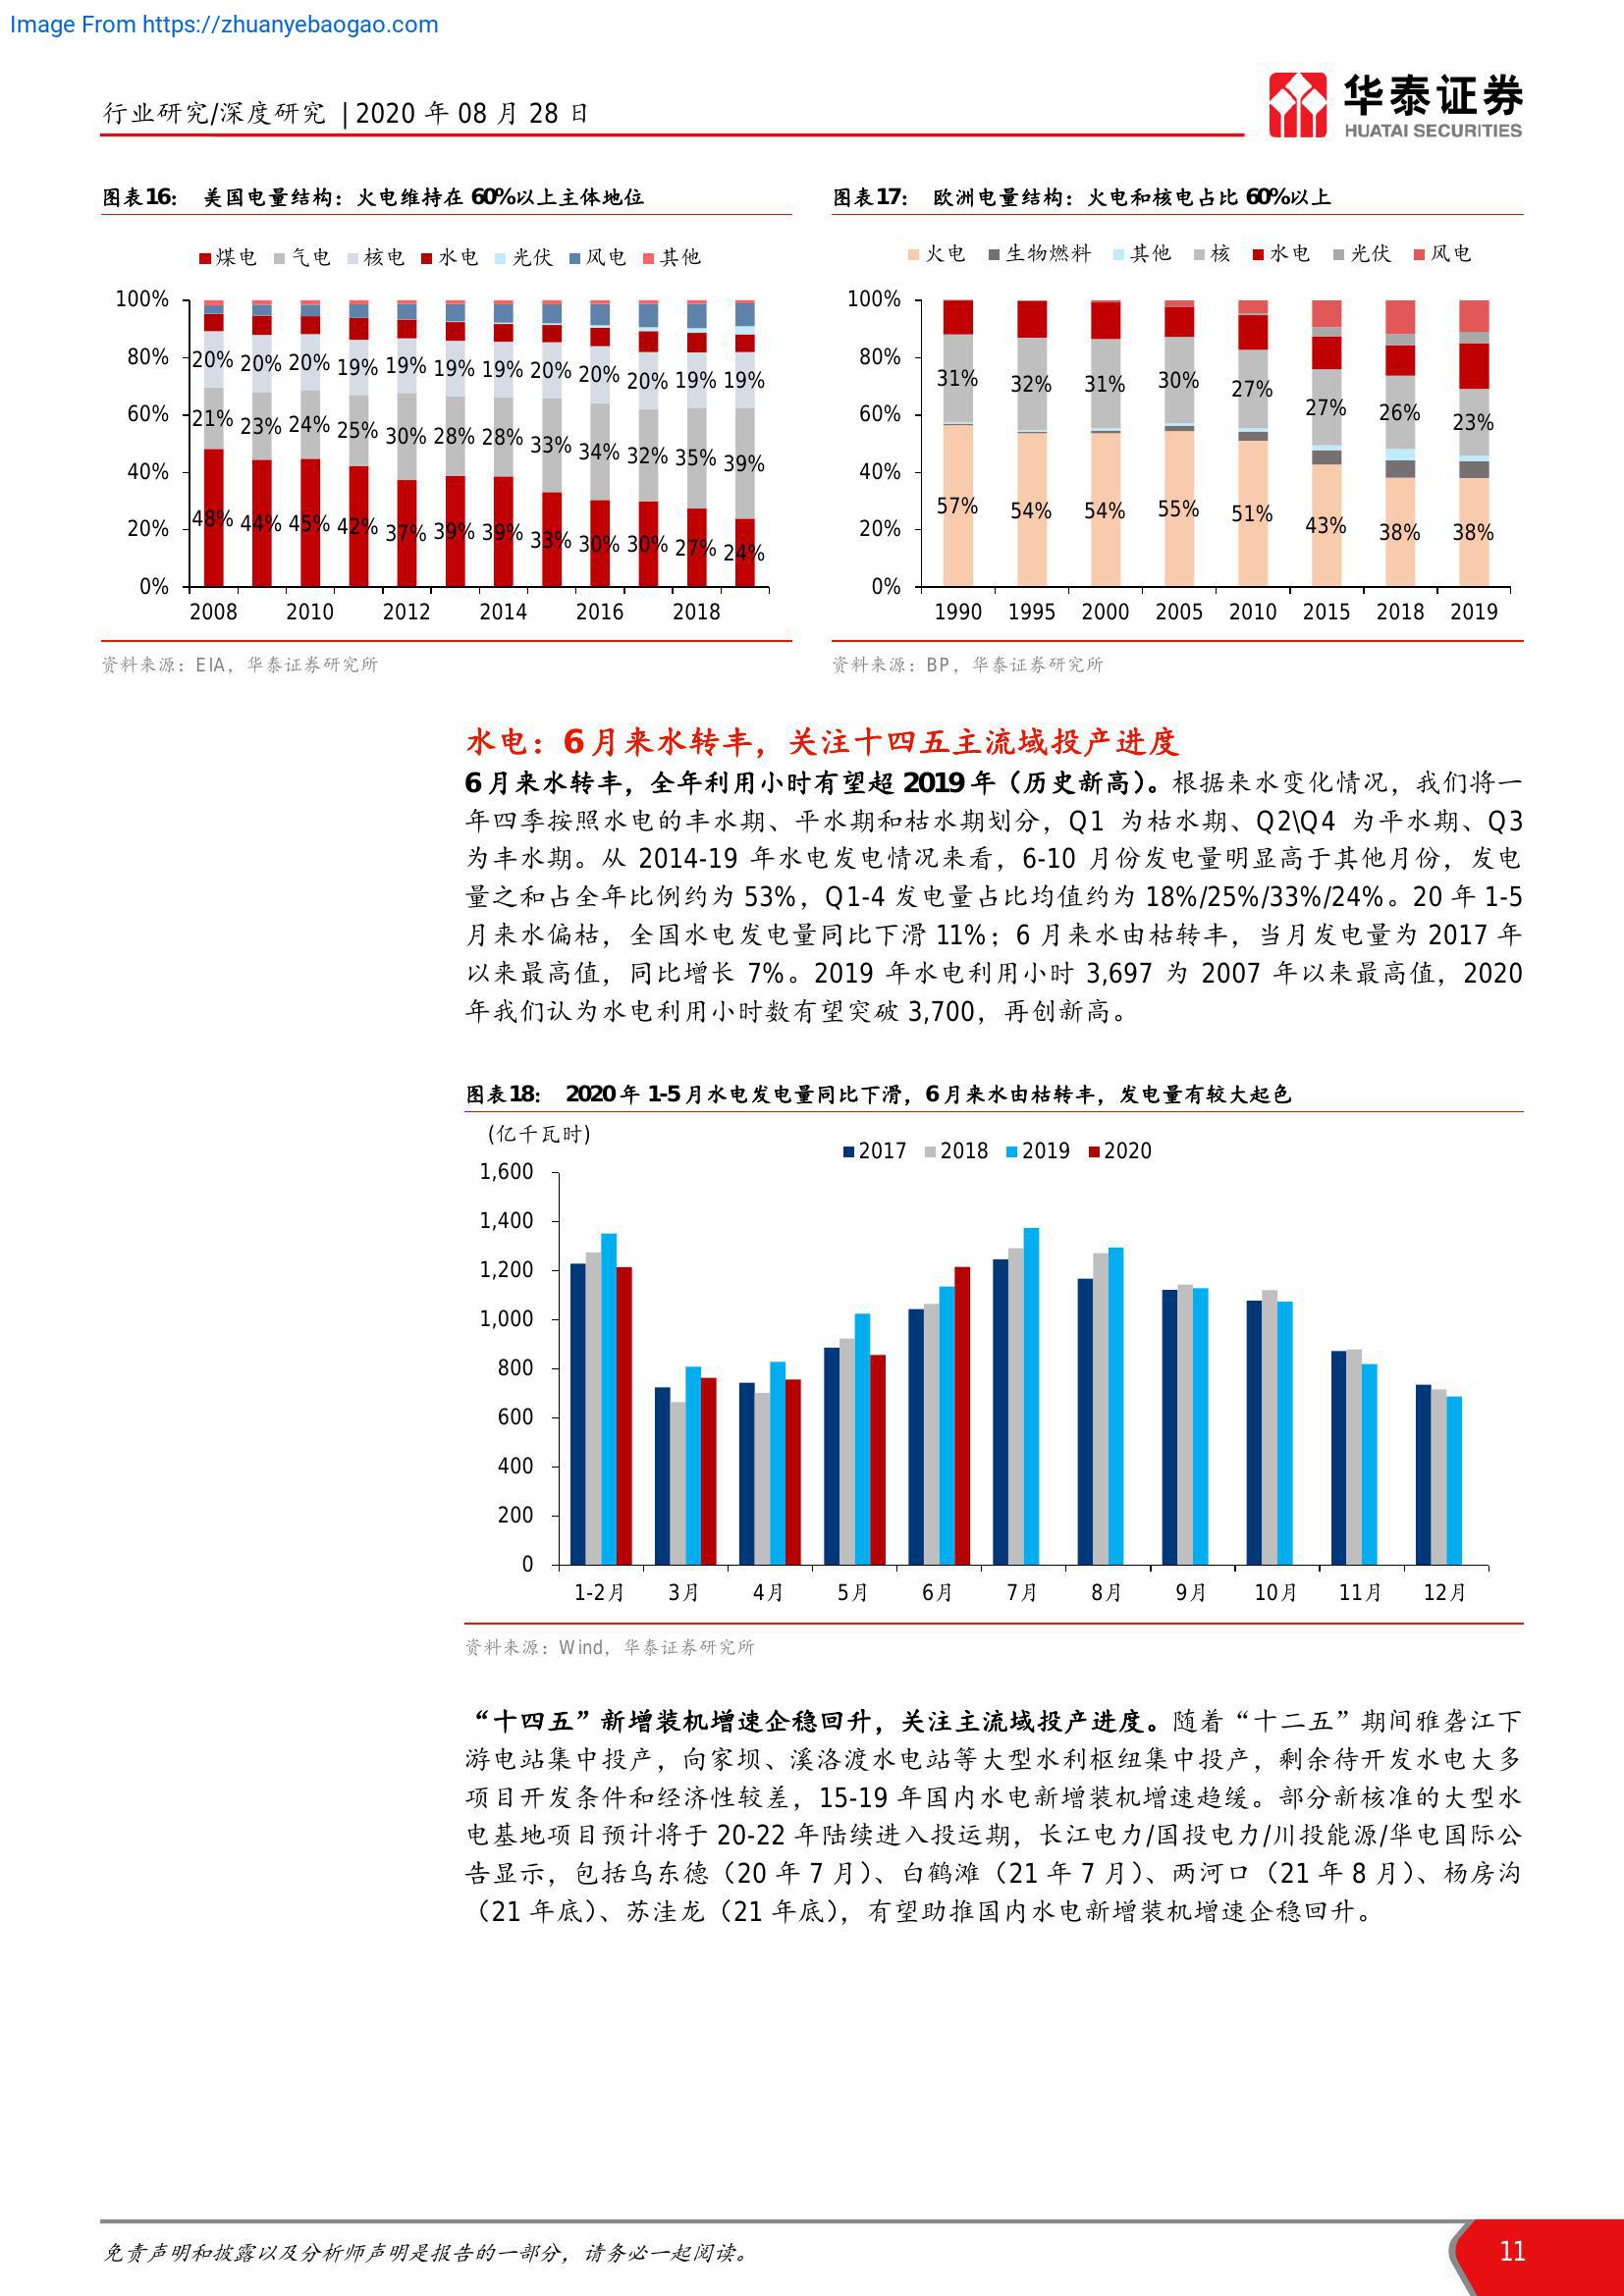 Image From https://zhuanyebaogao.com
行业研究/深度研究 | 2020 年 08 月 28 日
华泰证券
HUATAI SECURITIES
图表16： 美国电量结构：火电维持在 60%以上主体地位
煤电 气电 核电 水电 光伏 风电 其他
100%
80%
60%
40%
20%
0%
20% 20% 20% 19% 19% 19% 19% 20% 20% 20% 19% 19%
21% 23% 24% 25% 30% 28% 28% 33% 34% 32% 35% 39%
48% 44% 45% 42% 37% 39% 39% 33% 30% 30% 27% 24%
2008 2010 2012 2014 2016 2018
资料来源：EIA，华泰证券研究所
图表17： 欧洲电量结构：火电和核电占比 60%以上
火电 生物燃料 其他 核 水电 光伏 风电
100%
80%
60%
40%
20%
0%
31% 32% 31% 30% 27% 27% 26% 23%
57% 54% 54% 55% 51% 43% 38% 38%
1990 1995 2000 2005 2010 2015 2018 2019
资料来源：BP，华泰证券研究所
水电：6 月来水转丰，关注十四五主流域投产进度
6 月来水转丰，全年利用小时有望超 2019 年（历史新高）。根据来水变化情况，我们将一
年四季按照水电的丰水期、平水期和枯水期划分，Q1 为枯水期、Q2\Q4 为平水期、Q3
为丰水期。从 2014-19 年水电发电情况来看，6-10 月份发电量明显高于其他月份，发电
量之和占全年比例约为 53%，Q1-4 发电量占比均值约为 18%/25%/33%/24%。20 年 1-5
月来水偏枯，全国水电发电量同比下滑 11%；6 月来水由枯转丰，当月发电量为 2017 年
以来最高值，同比增长 7%。2019 年水电利用小时 3,697 为 2007 年以来最高值，2020
年我们认为水电利用小时数有望突破 3,700，再创新高。
图表18： 2020 年 1-5 月水电发电量同比下滑，6 月来水由枯转丰，发电量有较大起色
(亿千瓦时)
2017 2018 2019 2020
1,600
1,400
1,200
1,000
800
600
400
200
0
1-2月 3月 4月 5月 6月 7月 8月 9月 10月 11月 12月
资料来源：Wind，华泰证券研究所
“十四五”新增装机增速企稳回升，关注主流域投产进度。随着“十二五”期间雅砻江下
游电站集中投产，向家坝、溪洛渡水电站等大型水利枢纽集中投产，剩余待开发水电大多
项目开发条件和经济性较差，15-19 年国内水电新增装机增速趋缓。部分新核准的大型水
电基地项目预计将于 20-22 年陆续进入投运期，长江电力/国投电力/川投能源/华电国际公
告显示，包括乌东德（20 年 7 月）、白鹤滩（21 年 7 月）、两河口（21 年 8 月）、杨房沟
（21 年底）、苏洼龙（21 年底），有望助推国内水电新增装机增速企稳回升。
免责声明和披露以及分析师声明是报告的一部分，请务必一起阅读。
11